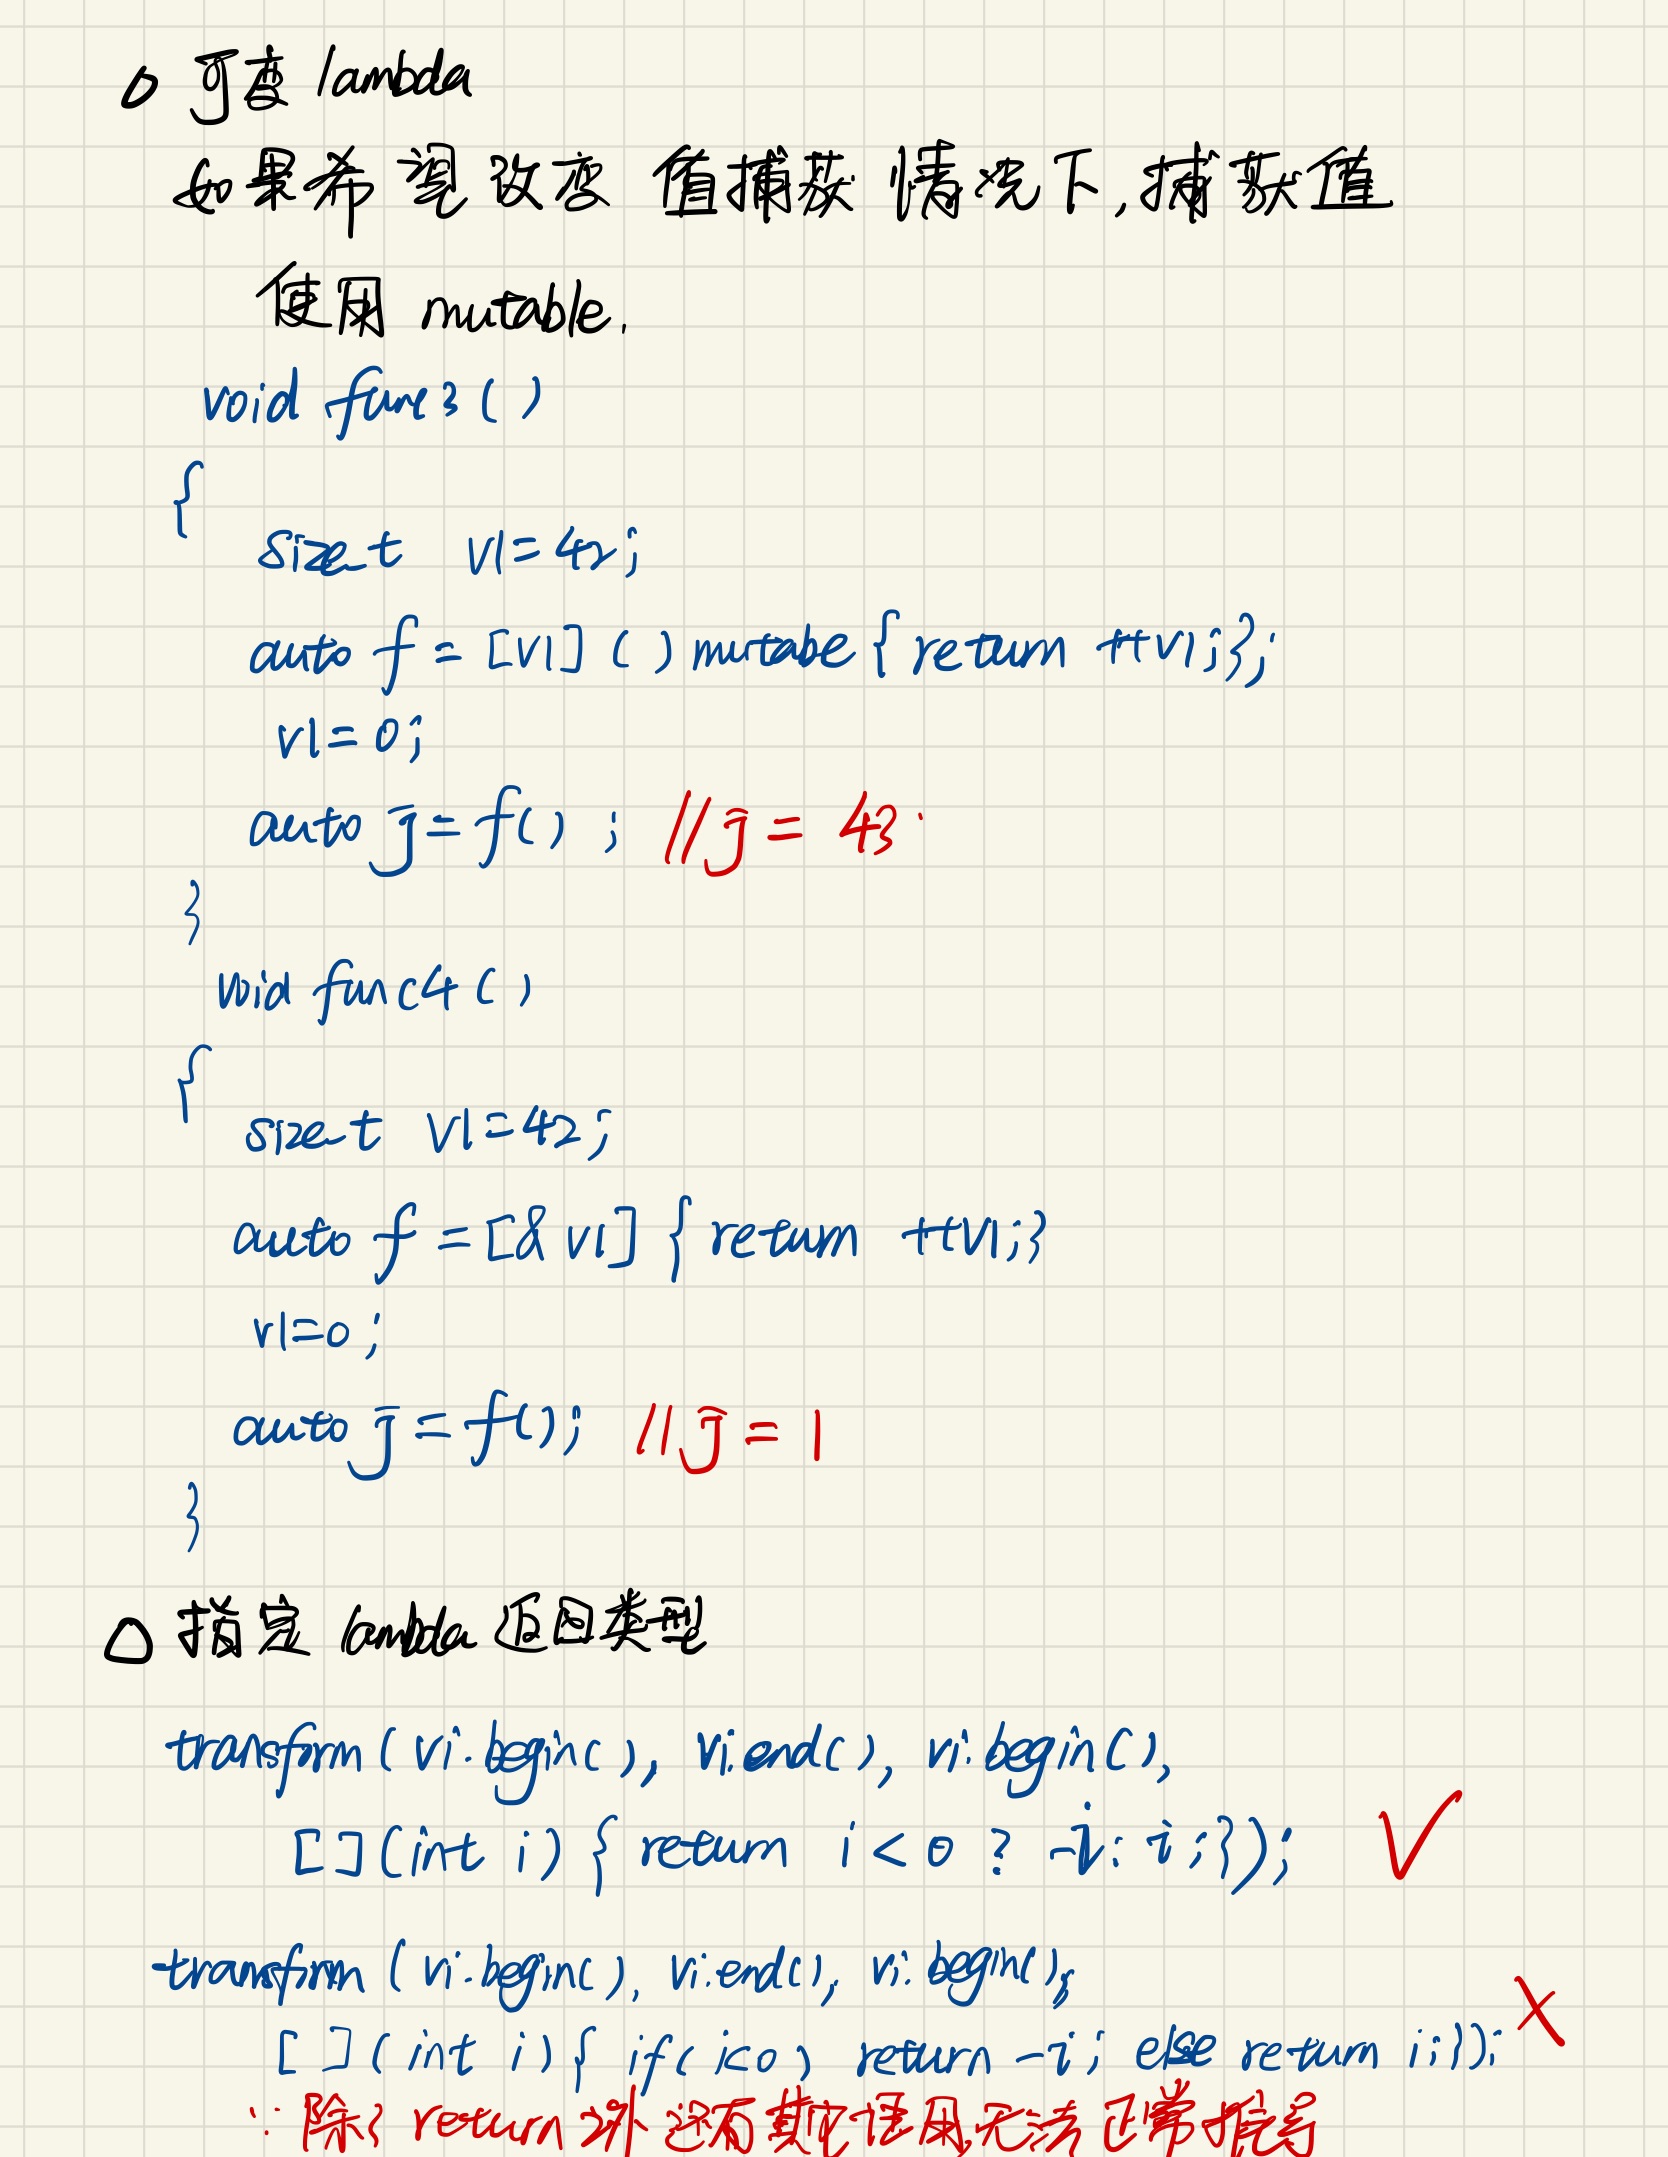 可变 lambda
如果希望改变 值捕获 情况下,捕获值
使用 mutable.
void func3 ( )
{
size_t v1=42;
auto f = [v1] ( ) mutabe { return ++v1; };
v1= 0;
auto j= f( ) ; //j = 43
}
void func4 ( )
{
size_t v1=42;
auto f =[& v1] { return ++v1; }
v1=0;
auto j = f(); //j = 1
}
指定 lambda 返回类型
transform ( vi.begin( ), vi.end( ), vi.begin( ),
[ ] (int i) { return i < 0 ? -i : i ; } );
transform ( vi.begin( ), vi.end( ), vi.begin( ),
[ ] ( int i) { if( i<0 ) return -i; else return i; } );
∵ 除了 return 之外还有其它语句,无法正常推导